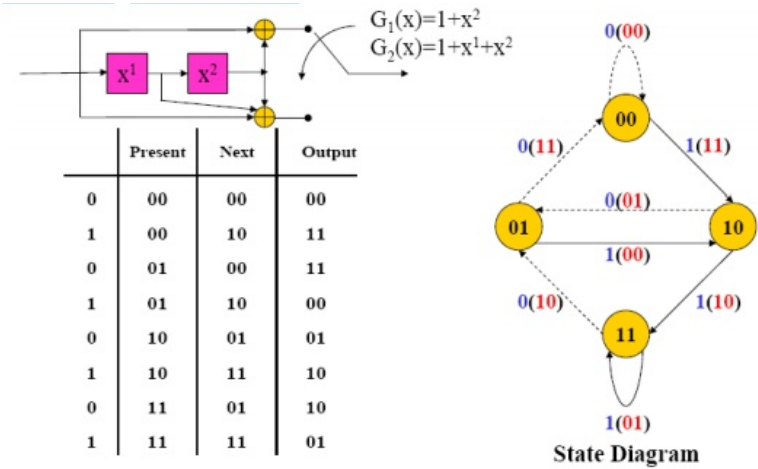 G₁(x)=1+x²
G₂(x)=1+x¹+x²
X¹ X²
Present Next Output
0 00 00 00
1 00 10 11
0 01 00 11
1 01 10 00
0 10 01 01
1 10 11 10
0 11 01 10
1 11 11 01
0(00)
00
0(11) 1(11)
0(01)
01 10
1(00)
0(10) 1(10)
11
1(01)
State Diagram